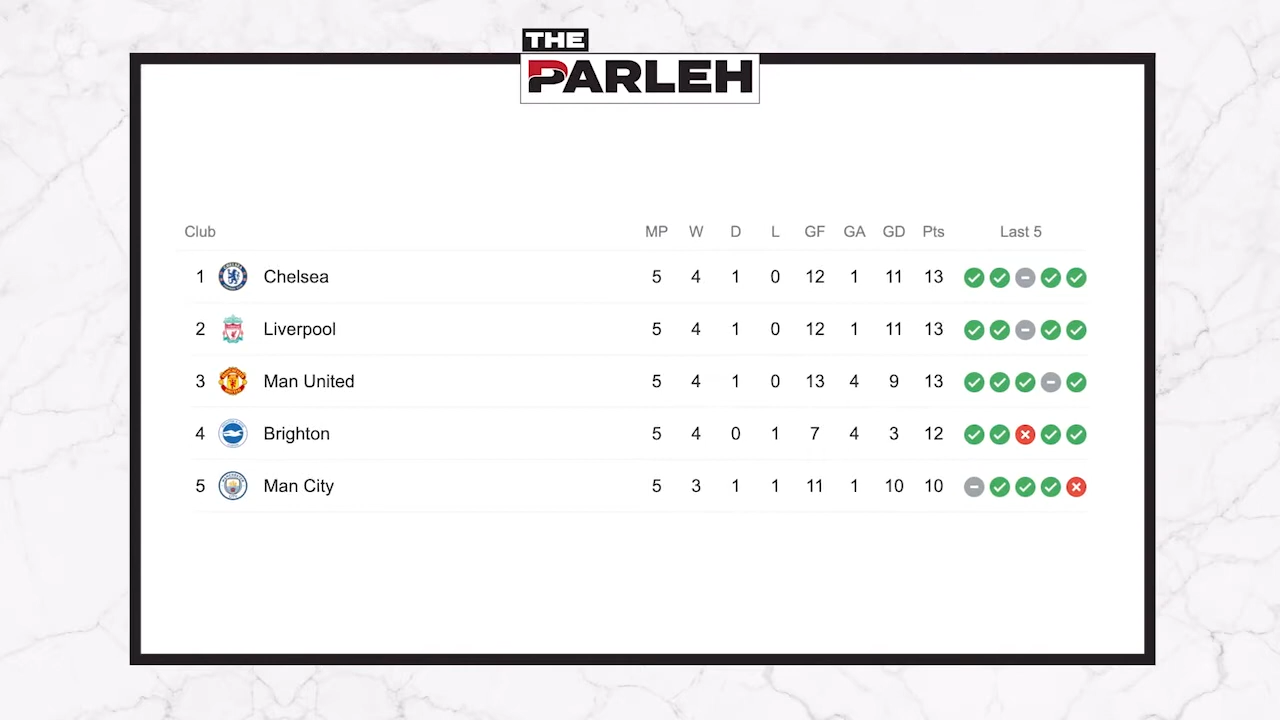 THE
PARLEH
Club MP W D L GF GA GD Pts Last 5
1 Chelsea 5 4 1 0 12 1 11 13
2 Liverpool 5 4 1 0 12 1 11 13
3 Man United 5 4 1 0 13 4 9 13
4 Brighton 5 4 0 1 7 4 3 12
5 Man City 5 3 1 1 11 1 10 10